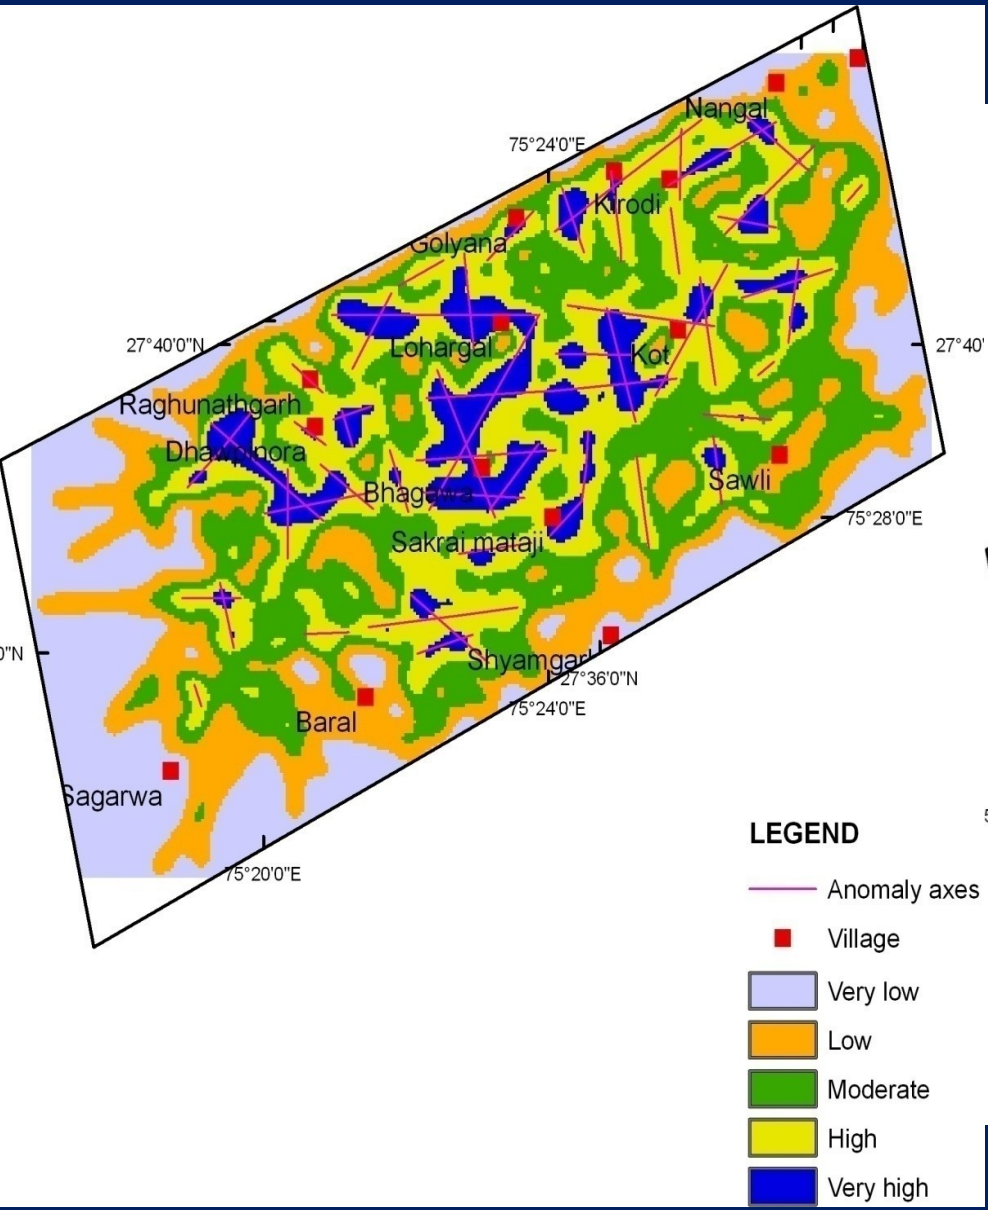 Nangal
75°24'0"E
Kirodi
Golyana
27°40'0"N
Lohargal
Kot
27°40'
Raghunathgarh
Sawli
Sakrai mataji
75°28'0"E
0"N
Shyamgarh
27°36'0"N
75°24'0"E
Baral
Sagarwa
75°20'0"E
LEGEND
Anomaly axes
Village
Very low
Low
Moderate
High
Very high